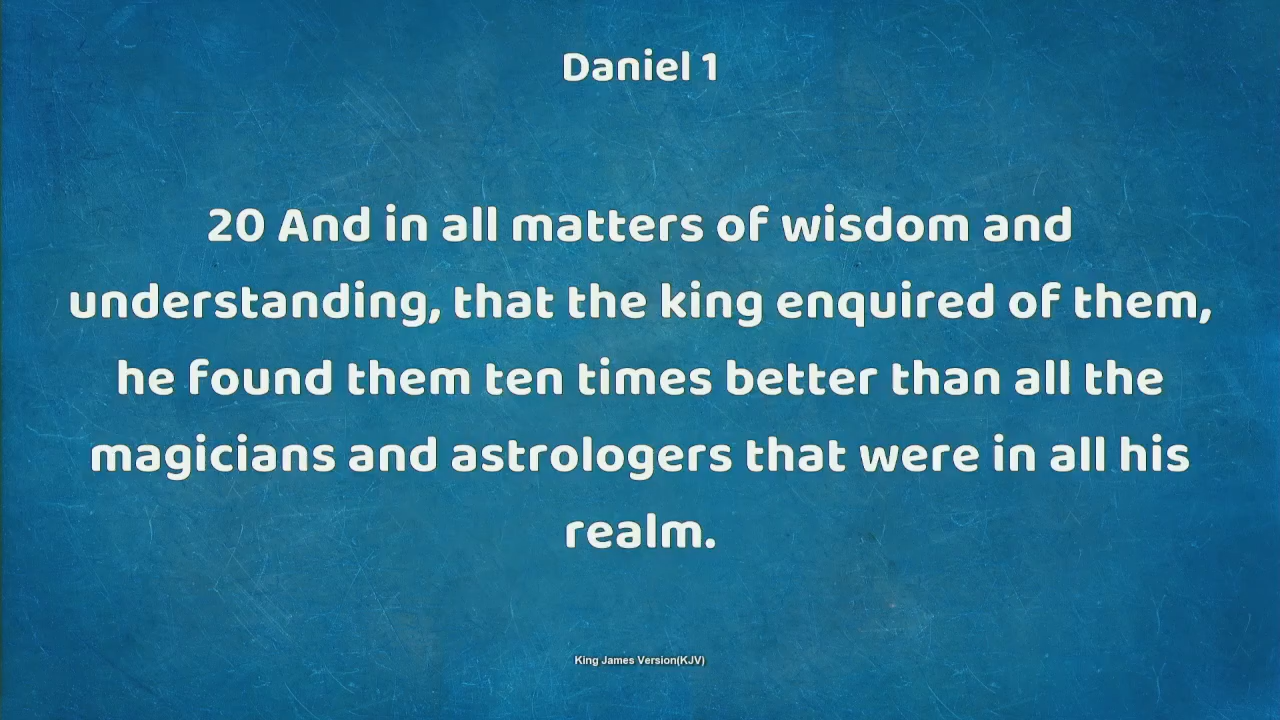 Daniel 1
20 And in all matters of wisdom and
understanding, that the king enquired of them,
he found them ten times better than all the
magicians and astrologers that were in all his
realm.
King James Version(KJV)